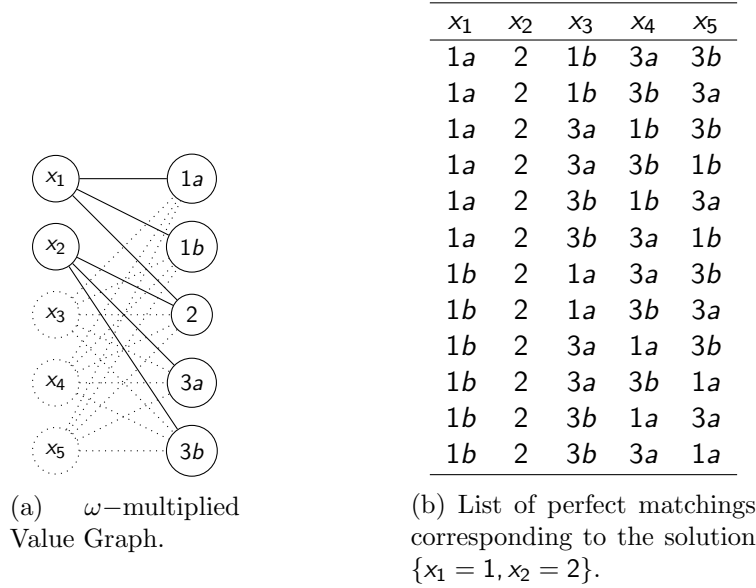 x₁ 1a
x₂ 1b
x₃ 2
x₄ 3a
x₅ 3b
(a) ω−multiplied
Value Graph.
x₁ x₂ x₃ x₄ x₅
1a 2 1b 3a 3b
1a 2 1b 3b 3a
1a 2 3a 1b 3b
1a 2 3a 3b 1b
1a 2 3b 1b 3a
1a 2 3b 3a 1b
1b 2 1a 3a 3b
1b 2 1a 3b 3a
1b 2 3a 1a 3b
1b 2 3a 3b 1a
1b 2 3b 1a 3a
1b 2 3b 3a 1a
(b) List of perfect matchings
corresponding to the solution
{x₁ = 1, x₂ = 2}.